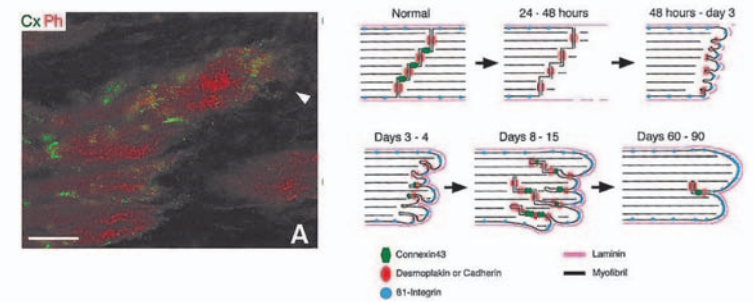 Cx Ph
A
Normal
24 - 48 hours
48 hours - day 3
Days 3 - 4
Days 8 - 15
Days 60 - 90
Connexin43
Desmoplakin or Cadherin
ß1-Integrin
Laminin
Myofibril